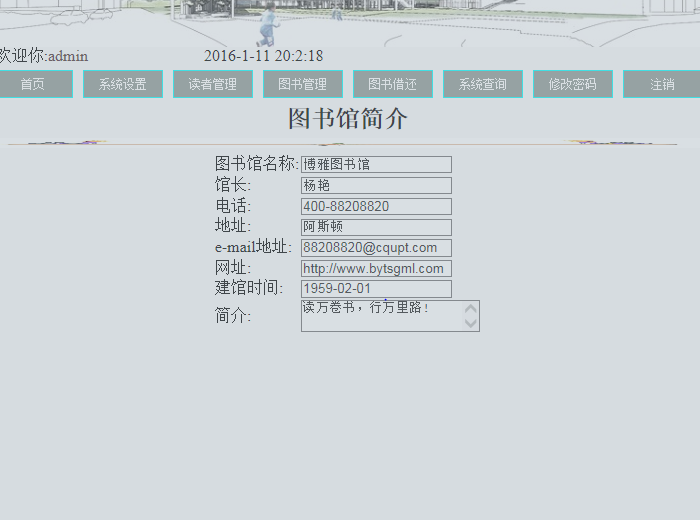 欢迎你:admin 2016-1-11 20:2:18
首页 系统设置 读者管理 图书管理 图书借还 系统查询 修改密码 注销
图书馆简介
图书馆名称: 博雅图书馆
馆长: 杨艳
电话: 400-88208820
地址: 阿斯顿
e-mail地址: 88208820@cqupt.com
网址: http://www.bytsgml.com
建馆时间: 1959-02-01
简介: 读万卷书，行万里路！